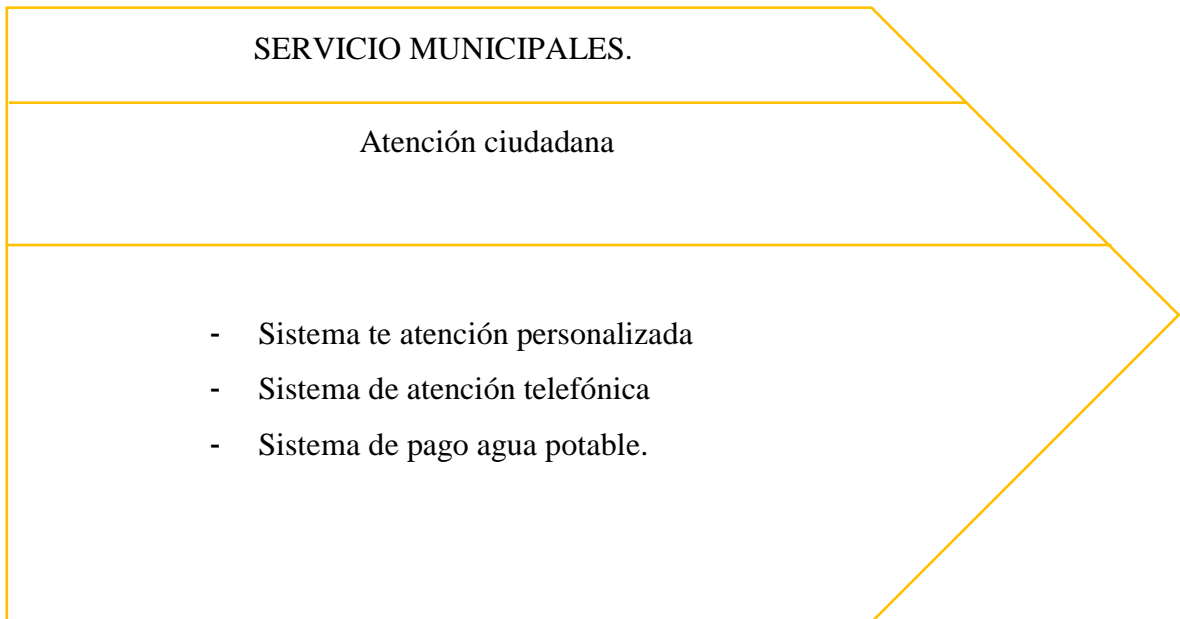 SERVICIO MUNICIPALES.
Atención ciudadana
- Sistema te atención personalizada
- Sistema de atención telefónica
- Sistema de pago agua potable.